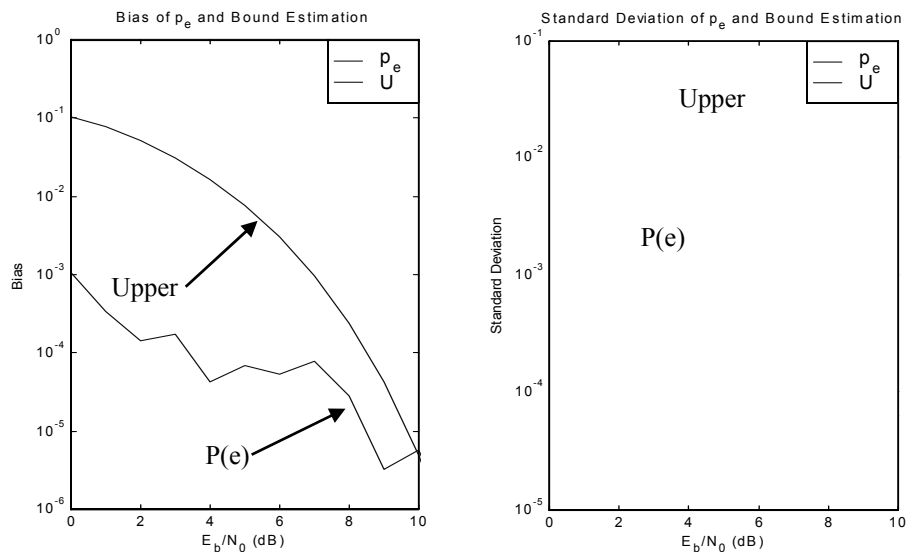 Bias of p_e and Bound Estimation
10^0
10^-1
10^-2
10^-3
10^-4
10^-5
10^-6
Bias
p_e
U
Upper
P(e)
0 2 4 6 8 10
E_b/N_0 (dB)
Standard Deviation of p_e and Bound Estimation
10^-1
10^-2
10^-3
10^-4
10^-5
Standard Deviation
p_e
U
Upper
P(e)
0 2 4 6 8 10
E_b/N_0 (dB)